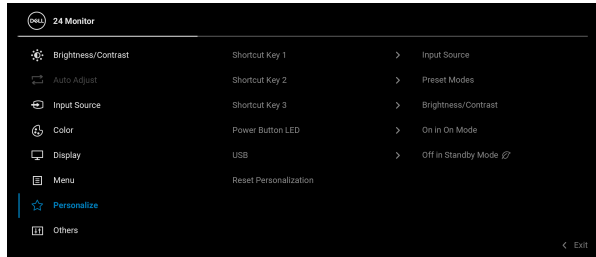 DELL 24 Monitor
Brightness/Contrast Shortcut Key 1 > Input Source
Auto Adjust Shortcut Key 2 > Preset Modes
Input Source Shortcut Key 3 > Brightness/Contrast
Color Power Button LED > On in On Mode
Display USB > Off in Standby Mode
Menu Reset Personalization
Personalize
Others
< Exit